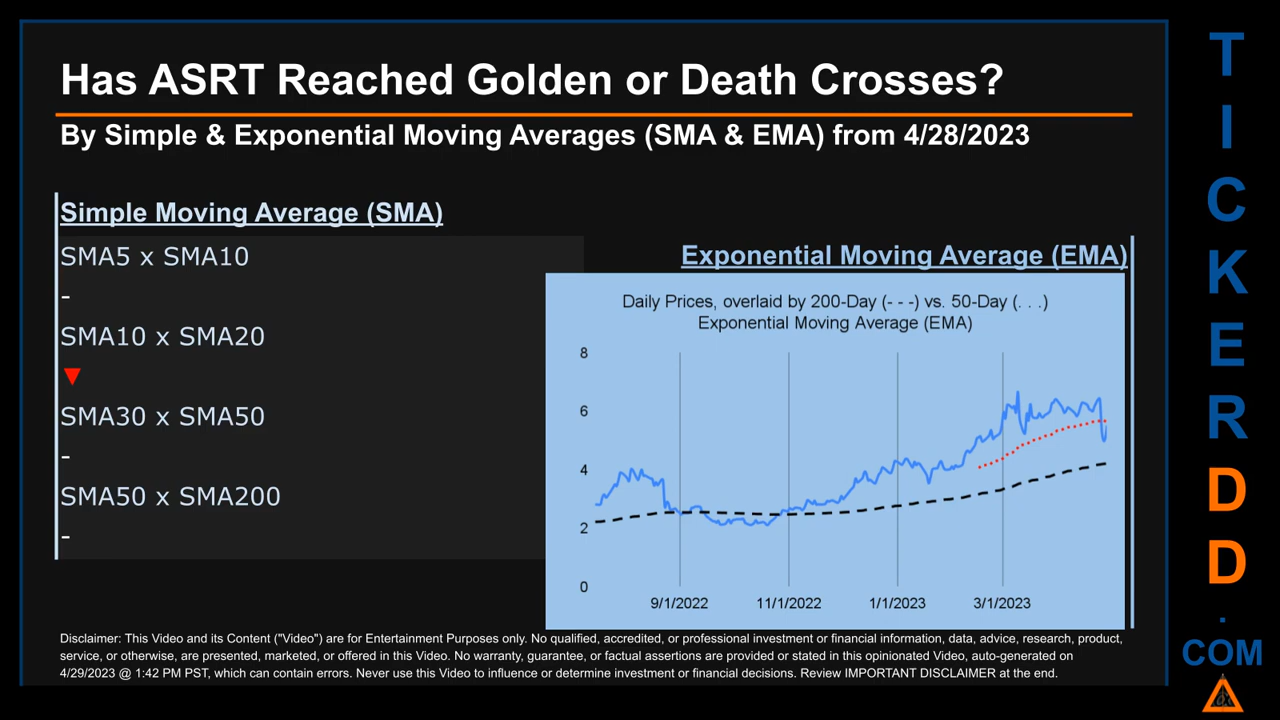 Has ASRT Reached Golden or Death Crosses?
By Simple & Exponential Moving Averages (SMA & EMA) from 4/28/2023
Simple Moving Average (SMA)
SMA5 x SMA10
-
SMA10 x SMA20
▼
SMA30 x SMA50
-
SMA50 x SMA200
-
Exponential Moving Average (EMA)
Daily Prices, overlaid by 200-Day (- - -) vs. 50-Day (. . .)
Exponential Moving Average (EMA)
8
6
4
2
0
9/1/2022 11/1/2022 1/1/2023 3/1/2023
Disclaimer: This Video and its Content ("Video") are for Entertainment Purposes only. No qualified, accredited, or professional investment or financial information, data, advice, research, product,
service, or otherwise, are presented, marketed, or offered in this Video. No warranty, guarantee, or factual assertions are provided or stated in this opinionated Video, auto-generated on
4/29/2023 @ 1:42 PM PST, which can contain errors. Never use this Video to influence or determine investment or financial decisions. Review IMPORTANT DISCLAIMER at the end.
T
I
C
K
E
R
D
D
.
COM